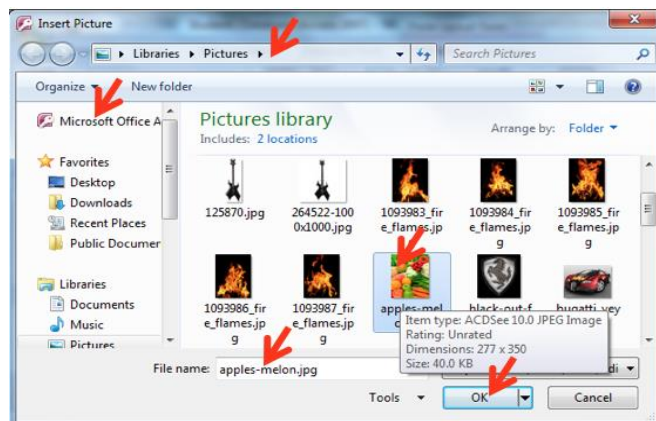 Insert Picture
Libraries Pictures
Search Pictures
Organize New folder
Microsoft Office A
Favorites
Desktop
Downloads
Recent Places
Public Documer
Libraries
Documents
Music
Pictures
Pictures library
Includes: 2 locations
Arrange by: Folder
125870.jpg
264522-100
0x1000.jpg
1093983_fir
e_flames.jp
g
1093984_fir
e_flames.jp
g
1093985_fir
e_flames.jp
g
1093986_fir
e_flames.jp
g
1093987_fir
e_flames.jp
g
apples-mel
black-out-f
bugatti_vey
Item type: ACDSee 10.0 JPEG Image
Rating: Unrated
Dimensions: 277 x 350
Size: 40.0 KB
File name: apples-melon.jpg
Tools OK Cancel